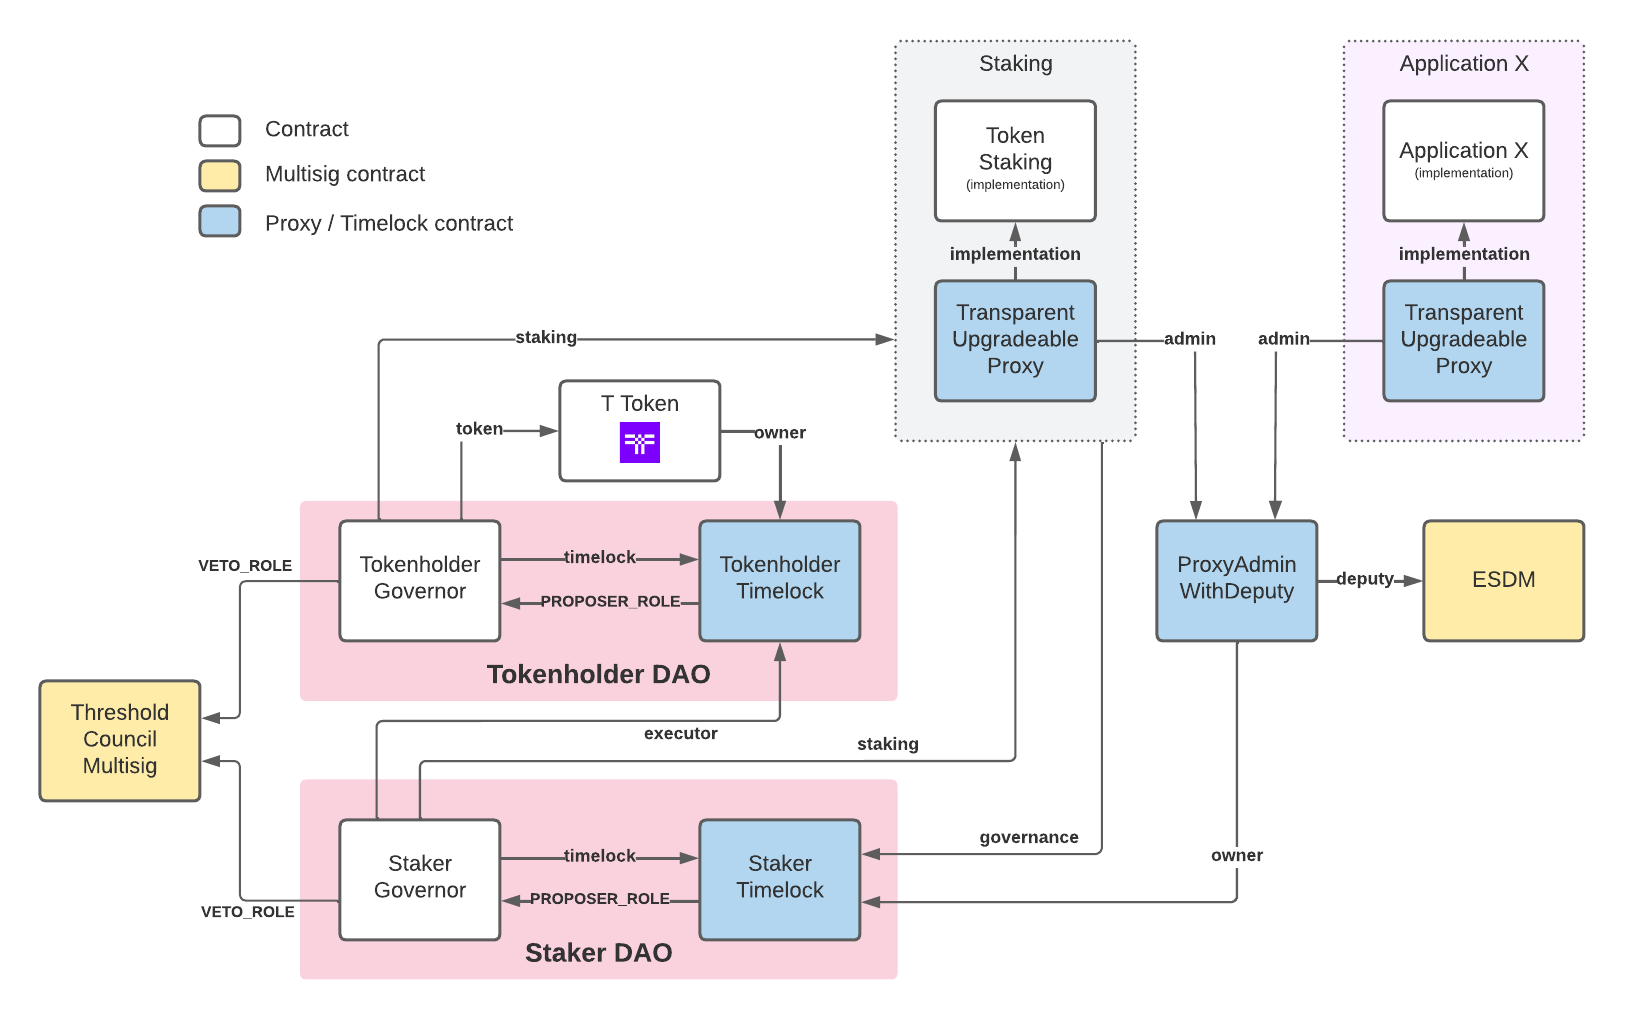 Contract
Multisig contract
Proxy / Timelock contract
Staking
Token
Staking
(implementation)
implementation
Transparent
Upgradeable
Proxy
Application X
Application X
(implementation)
implementation
Transparent
Upgradeable
Proxy
staking
admin
admin
T Token
token
owner
Tokenholder
Governor
timelock
PROPOSER_ROLE
Tokenholder
Timelock
Tokenholder DAO
VETO_ROLE
ProxyAdmin
WithDeputy
deputy
ESDM
Threshold
Council
Multisig
executor
staking
governance
owner
Staker
Governor
timelock
PROPOSER_ROLE
Staker
Timelock
VETO_ROLE
Staker DAO